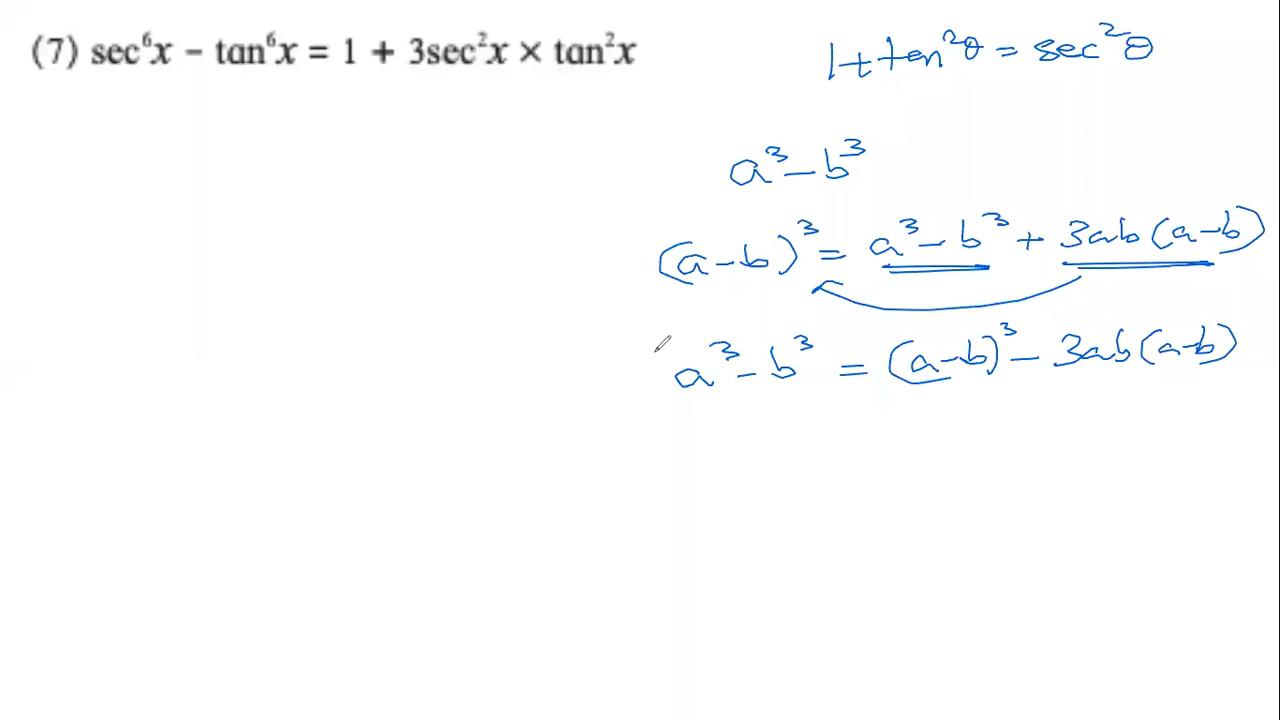 (7) sec⁶x − tan⁶x = 1 + 3sec²x × tan²x
1 + tan²θ = sec²θ
a³ − b³
(a−b)³ = a³ − b³ + 3ab(a−b)
a³ − b³ = (a−b)³ − 3ab(a−b)